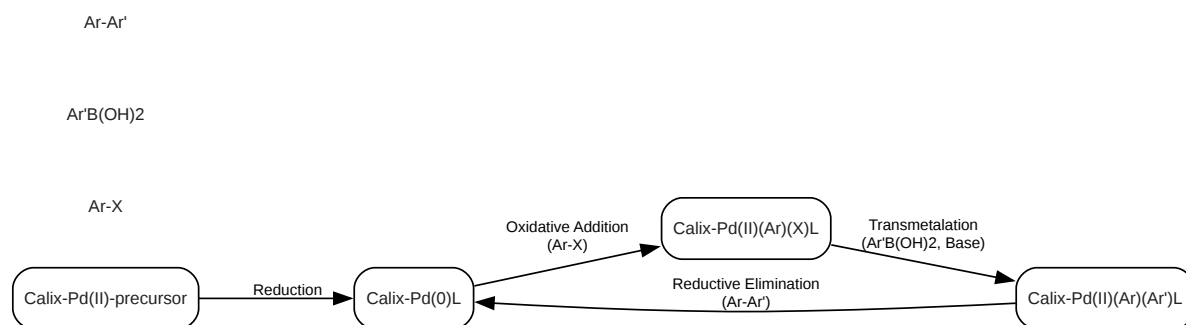 Ar-Ar'
Ar'B(OH)2
Ar-X
Oxidative Addition
(Ar-X)
Calix-Pd(II)(Ar)(X)L
Transmetalation
(Ar'B(OH)2, Base)
Calix-Pd(II)-precursor
Reduction
Calix-Pd(0)L
Reductive Elimination
(Ar-Ar')
Calix-Pd(II)(Ar)(Ar')L